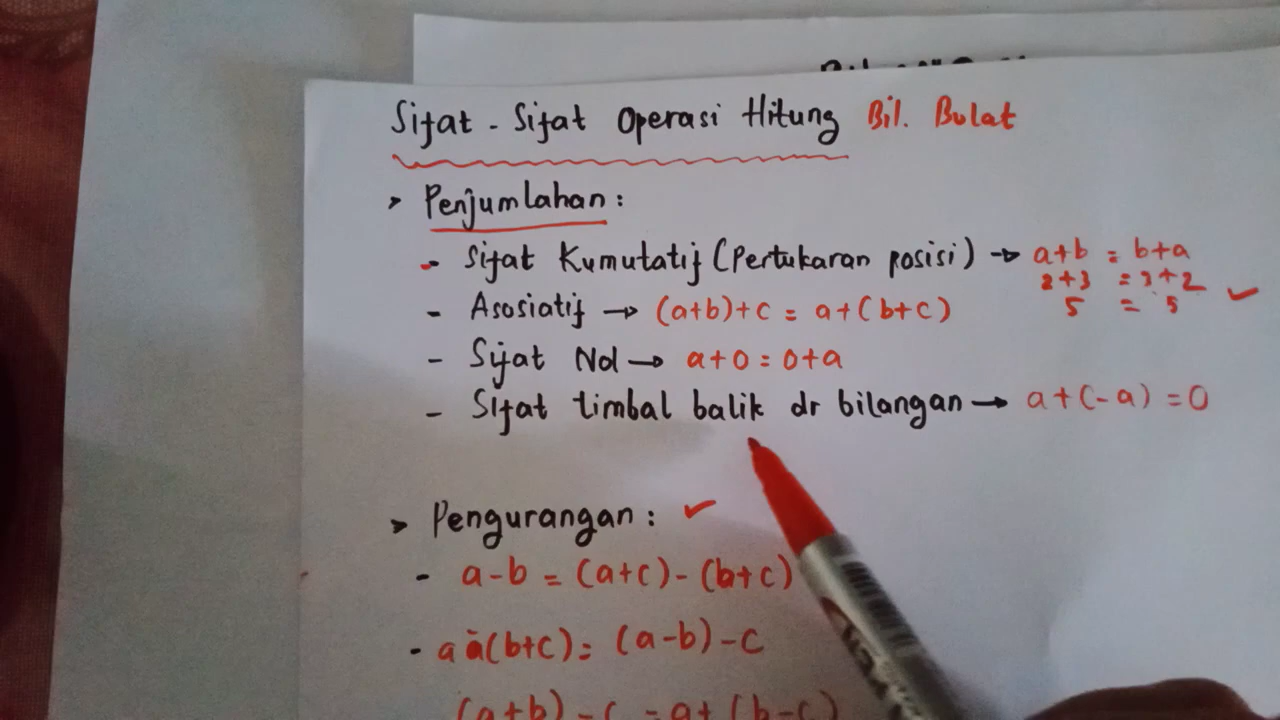 Sifat - Sifat Operasi Hitung Bil. Bulat
> Penjumlahan :
- Sifat Kumutatif (Pertukaran posisi) → a+b = b+a
2+3 = 3+2
5 = 5 ✓
- Asosiatif → (a+b)+c = a+(b+c)
- Sifat Nol → a+0 = 0+a
- Sifat timbal balik dr bilangan → a+(-a) = 0
> Pengurangan : ✓
- a-b = (a+c)-(b+c)
- a (b+c) = (a-b)-c
(a+b)-c = a+(b-c)